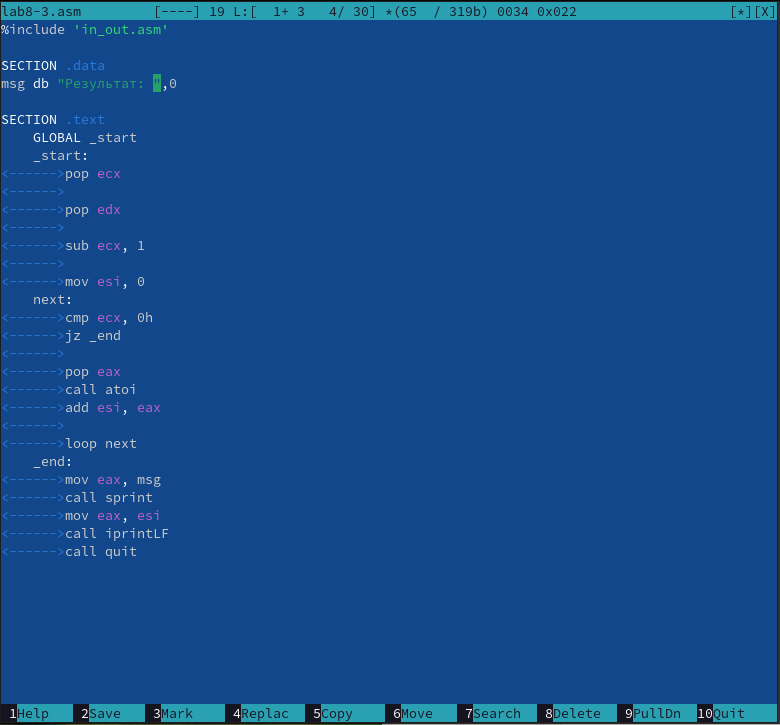 lab8-3.asm         [----] 19 L:[  1+ 3   4/ 30] *(65  / 319b) 0034 0x022                   [*][X]
%include 'in_out.asm'
SECTION .data
msg db "Результат: ",0
SECTION .text
    GLOBAL _start
    _start:
<------>pop ecx
<------>
<------>pop edx
<------>
<------>sub ecx, 1
<------>
<------>mov esi, 0
    next:
<------>cmp ecx, 0h
<------>jz _end
<------>
<------>pop eax
<------>call atoi
<------>add esi, eax
<------>
<------>loop next
    _end:
<------>mov eax, msg
<------>call sprint
<------>mov eax, esi
<------>call iprintLF
<------>call quit
1Help 2Save 3Mark 4Replac 5Copy 6Move 7Search 8Delete 9PullDn 10Quit